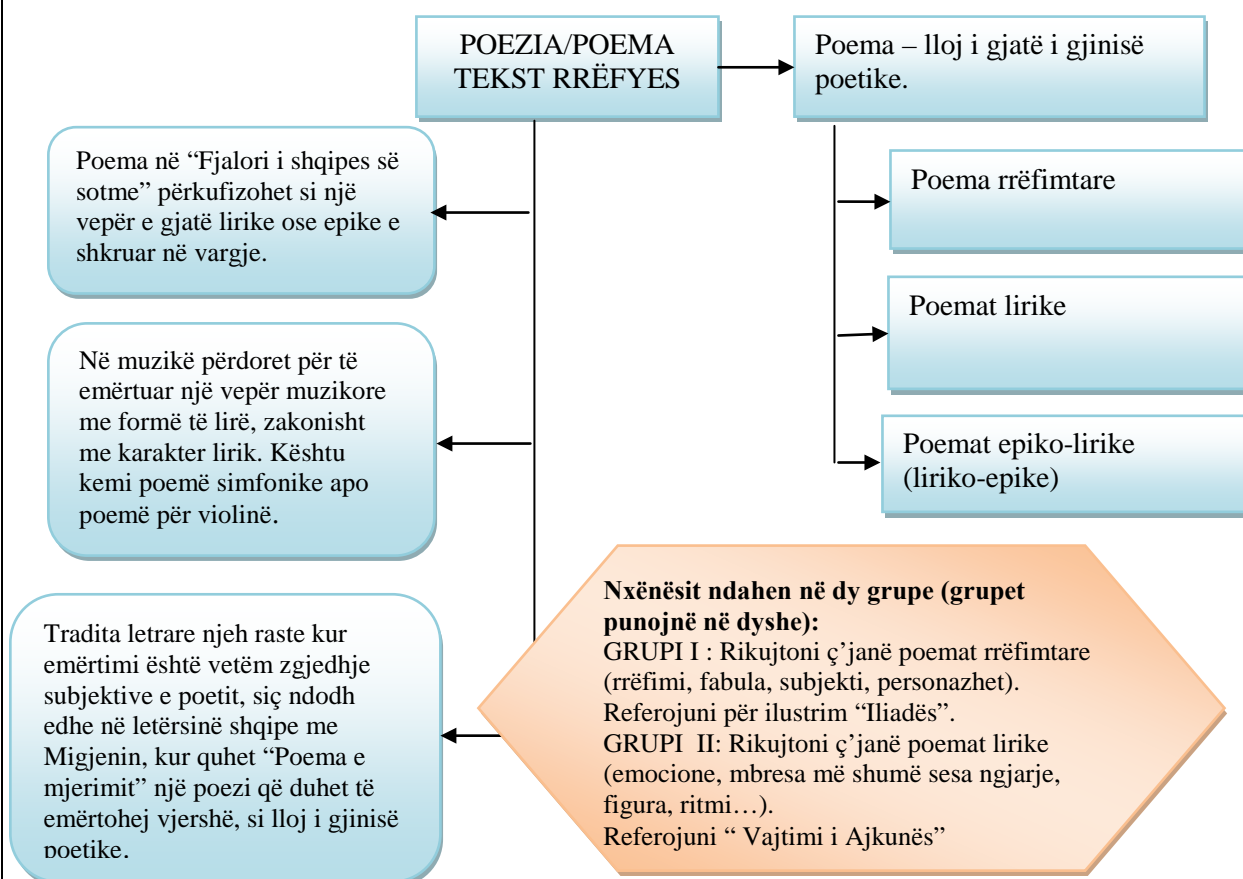 POEZIA/POEMA
TEKST RRËFYES
Poema – lloj i gjatë i gjinisë
poetike.
Poema në “Fjalori i shqipes së
sotme” përkufizohet si një
vepër e gjatë lirike ose epike e
shkruar në vargje.
Poema rrëfimtare
Poemat lirike
Në muzikë përdoret për të
emërtuar një vepër muzikore
me formë të lirë, zakonisht
me karakter lirik. Kështu
kemi poemë simfonike apo
poemë për violinë.
Poemat epiko-lirike
(liriko-epike)
Tradita letrare njeh raste kur
emërtimi është vetëm zgjedhje
subjektive e poetit, siç ndodh
edhe në letërsinë shqipe me
Migjenin, kur quhet “Poema e
mjerimit” një poezi që duhet të
emërtohej vjershë, si lloj i gjinisë
poetike.
Nxënësit ndahen në dy grupe (grupet
punojnë në dyshe):
GRUPI I : Rikujtoni ç’janë poemat rrëfimtare
(rrëfimi, fabula, subjekti, personazhet).
Referojuni për ilustrim “Iliadës”.
GRUPI II: Rikujtoni ç’janë poemat lirike
(emocione, mbresa më shumë sesa ngjarje,
figura, ritmi…).
Referojuni “ Vajtimi i Ajkunës”